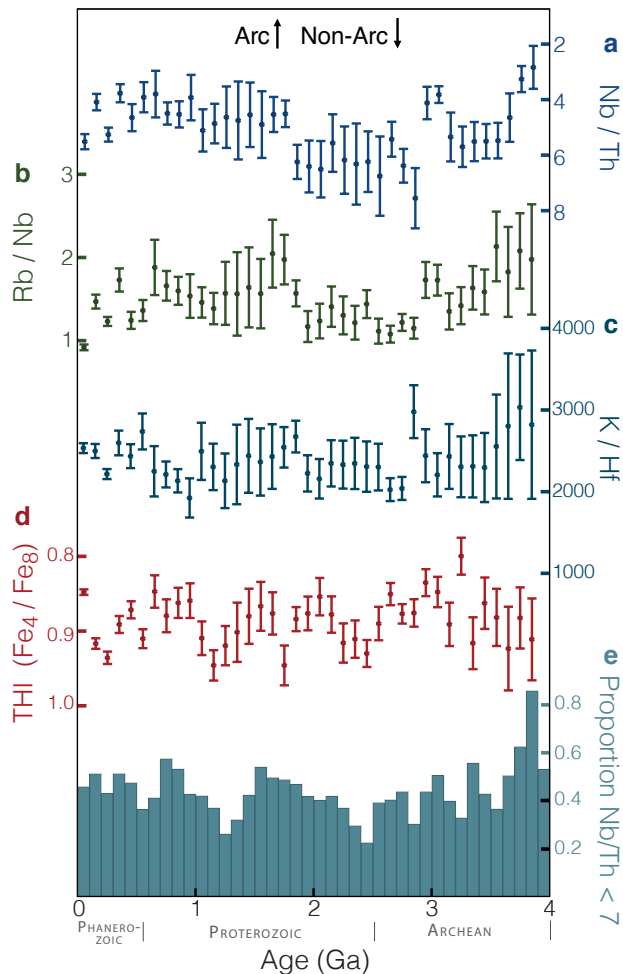 Arc↑ Non-Arc↓
a
Nb / Th
2
4
6
8
b
Rb / Nb
3
2
1
c
K / Hf
4000
3000
2000
1000
d
THI (Fe4 / Fe8)
0.8
0.9
1.0
e
Proportion Nb/Th < 7
0.8
0.6
0.4
0.2
0 1 2 3 4
PHANERO-
ZOIC | PROTEROZOIC | ARCHEAN |
Age (Ga)